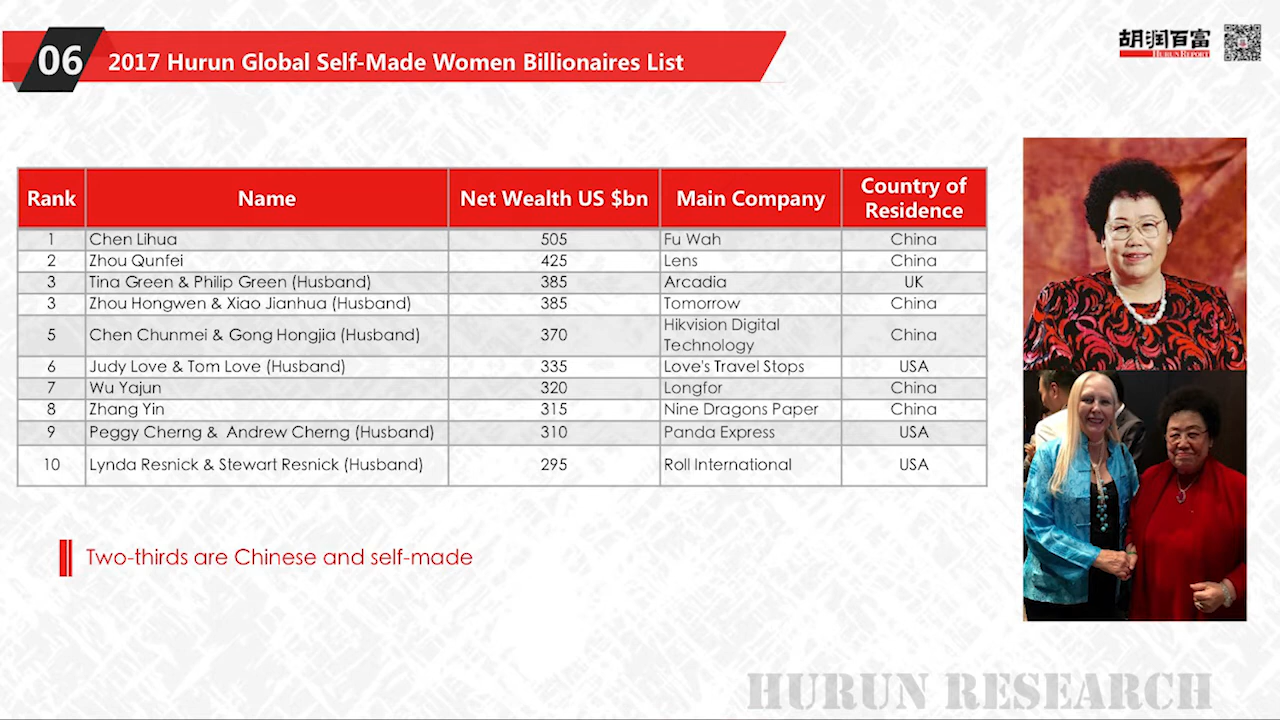 06 2017 Hurun Global Self-Made Women Billionaires List
胡润百富
HURUN REPORT
Rank Name Net Wealth US $bn Main Company Country of Residence
1 Chen Lihua 505 Fu Wah China
2 Zhou Qunfei 425 Lens China
3 Tina Green & Philip Green (Husband) 385 Arcadia UK
3 Zhou Hongwen & Xiao Jianhua (Husband) 385 Tomorrow China
5 Chen Chunmei & Gong Hongjia (Husband) 370 Hikvision Digital Technology China
6 Judy Love & Tom Love (Husband) 335 Love's Travel Stops USA
7 Wu Yajun 320 Longfor China
8 Zhang Yin 315 Nine Dragons Paper China
9 Peggy Cherng & Andrew Cherng (Husband) 310 Panda Express USA
10 Lynda Resnick & Stewart Resnick (Husband) 295 Roll International USA
Two-thirds are Chinese and self-made
HURUN RESEARCH